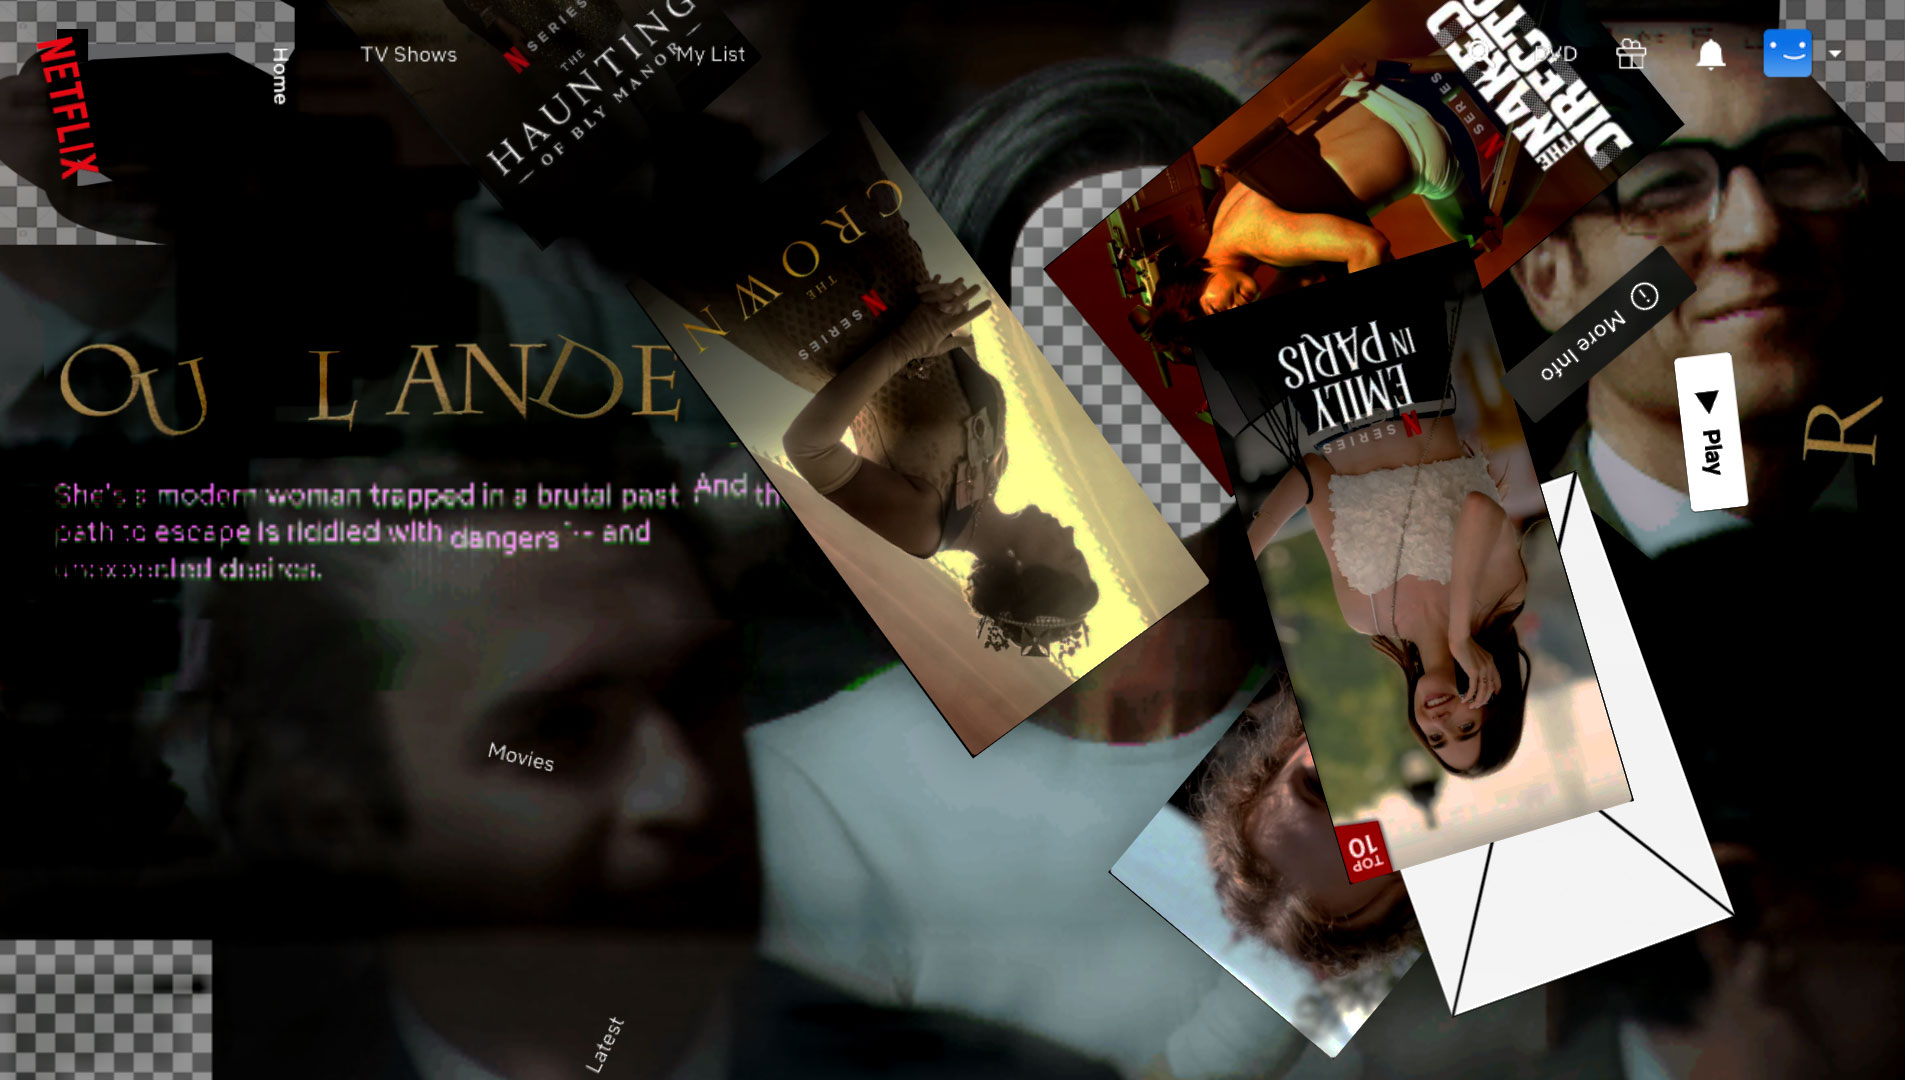 NETFLIX
Home
TV Shows
My List
DVD
N SERIES
THE
HAUNTING
OF BLY MANOR
THE
NAKED
DIRECTO
N SERIES
OU LANDE
R
CROWN
THE
N SERIES
EMILY
IN PARIS
N SERIES
TOP
10
More Info
Play
She's a modern woman trapped in a brutal past. And th
path to escape is riddled with dangers -- and
unexpected desires.
Movies
Latest